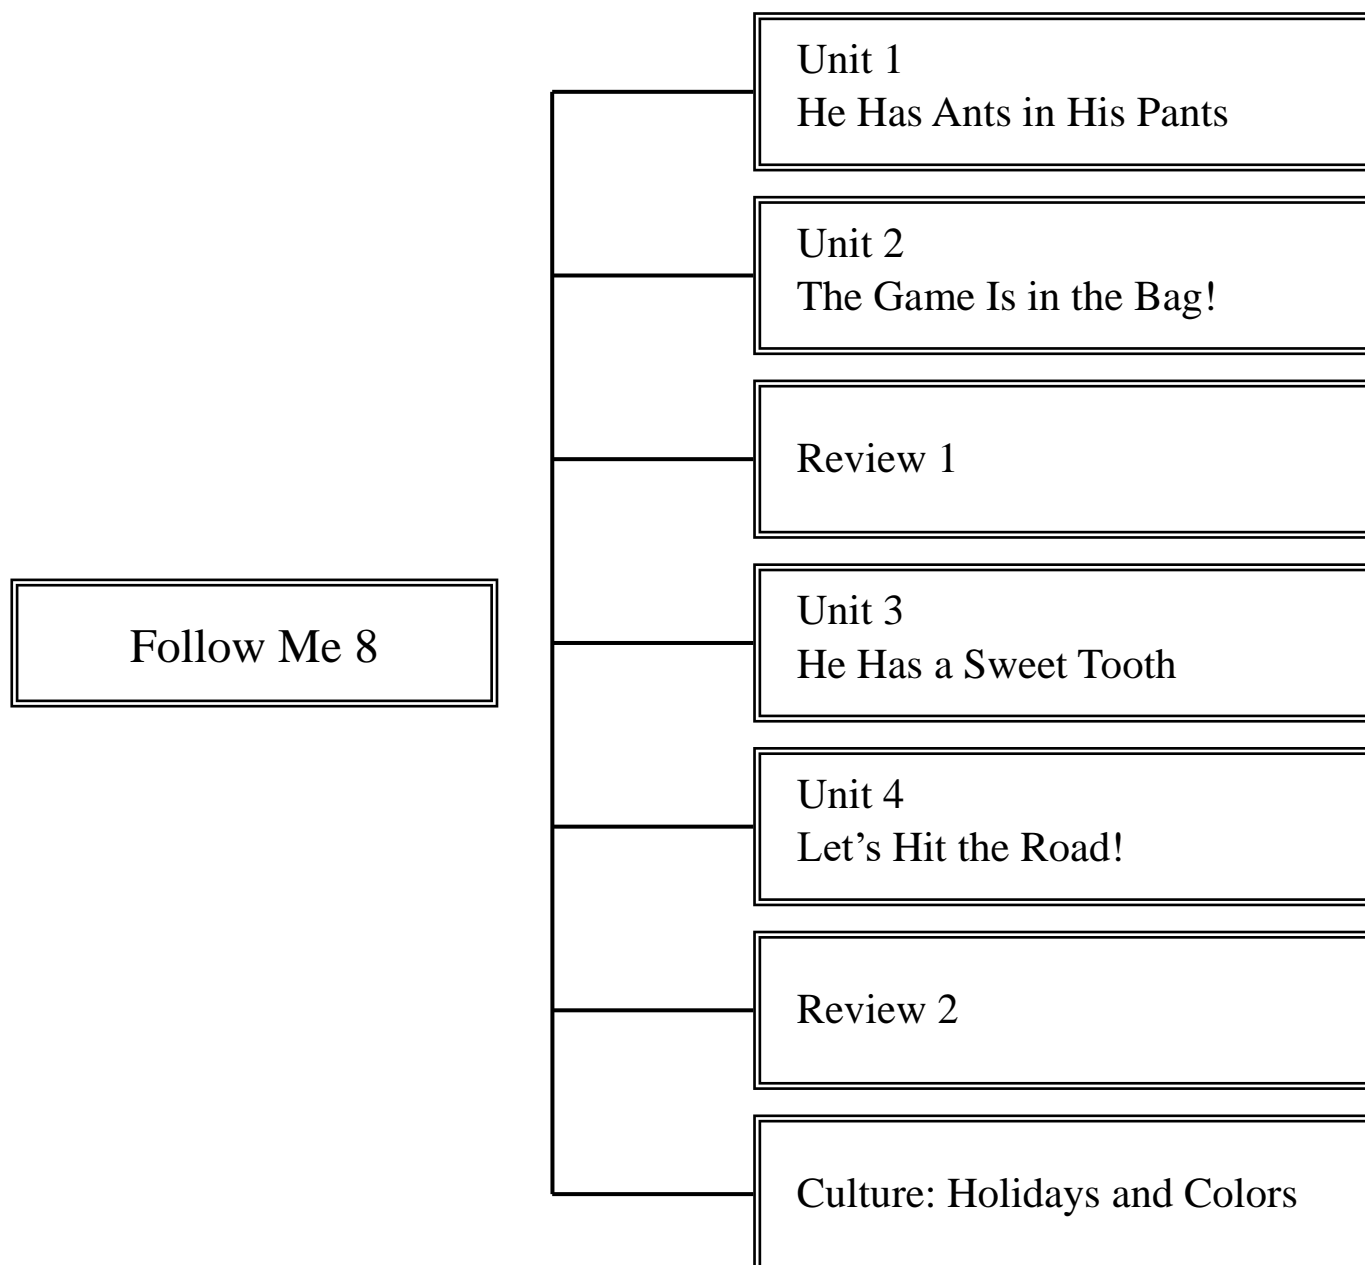 Follow Me 8
Unit 1
He Has Ants in His Pants
Unit 2
The Game Is in the Bag!
Review 1
Unit 3
He Has a Sweet Tooth
Unit 4
Let’s Hit the Road!
Review 2
Culture: Holidays and Colors